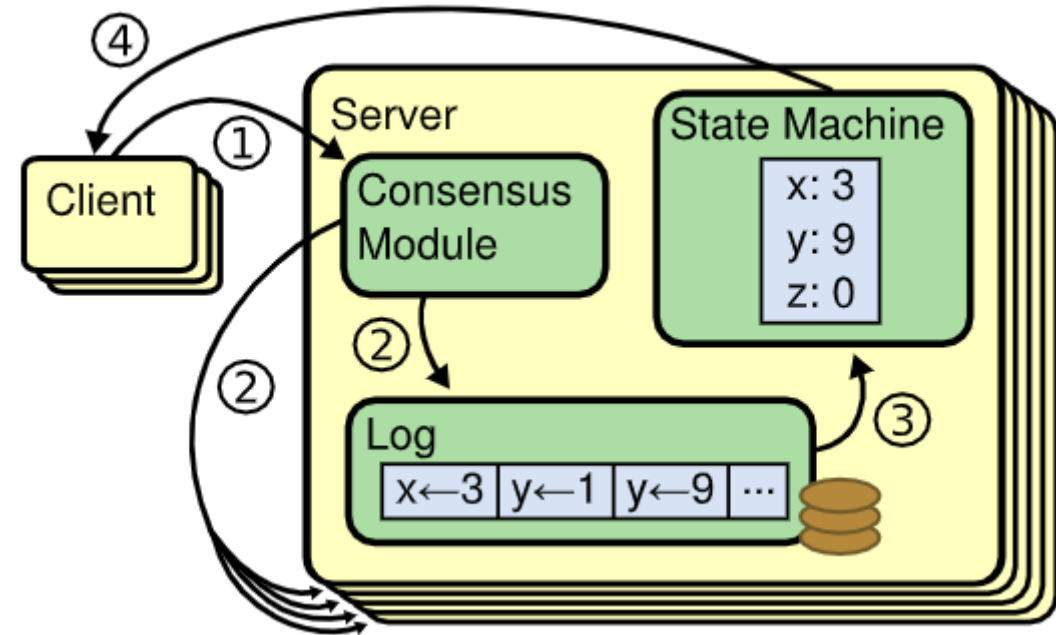 ④
①
Server
State Machine
Client
Consensus
Module
x: 3
y: 9
z: 0
②
②
③
Log
x←3 y←1 y←9 ...